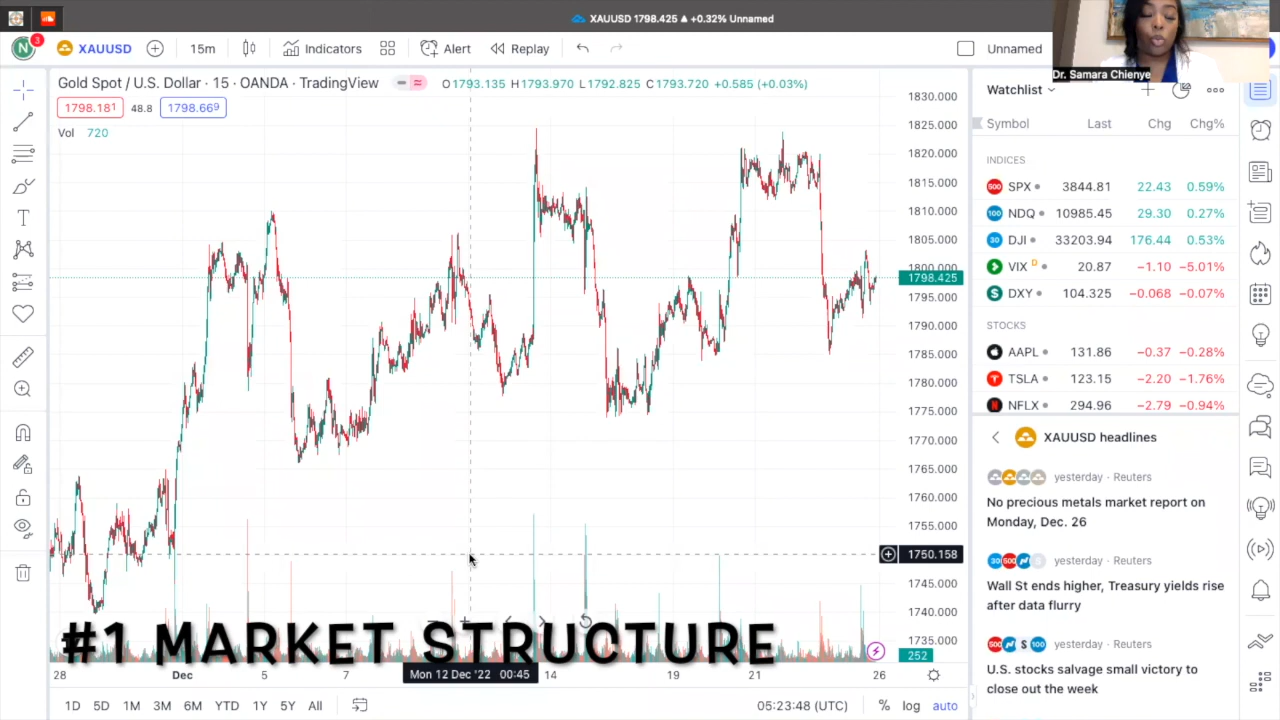 XAUUSD 1798.425 ▲ +0.32% Unnamed
N 3 XAUUSD 15m Indicators Alert Replay Unnamed
Dr. Samara Chienye
Gold Spot / U.S. Dollar · 15 · OANDA · TradingView O1793.135 H1793.970 L1792.825 C1793.720 +0.585 (+0.03%)
1798.181 48.8 1798.669
Vol 720
1830.000
1825.000
1820.000
1815.000
1810.000
1805.000
1800.000
1798.425
1795.000
1790.000
1785.000
1780.000
1775.000
1770.000
1765.000
1760.000
1755.000
1750.158
1745.000
1740.000
1735.000
252
#1 MARKET STRUCTURE
28 Dec 5 7 Mon 12 Dec '22 00:45 14 19 21 26
1D 5D 1M 3M 6M YTD 1Y 5Y All 05:23:48 (UTC) % log auto
Watchlist
Symbol Last Chg Chg%
INDICES
500 SPX 3844.81 22.43 0.59%
100 NDQ 10985.45 29.30 0.27%
30 DJI 33203.94 176.44 0.53%
VIX D 20.87 −1.10 −5.01%
$ DXY 104.325 −0.068 −0.07%
STOCKS
AAPL 131.86 −0.37 −0.28%
TSLA 123.15 −2.20 −1.76%
NFLX 294.96 −2.79 −0.94%
XAUUSD headlines
yesterday · Reuters
No precious metals market report on
Monday, Dec. 26
yesterday · Reuters
Wall St ends higher, Treasury yields rise
after data flurry
yesterday · Reuters
U.S. stocks salvage small victory to
close out the week